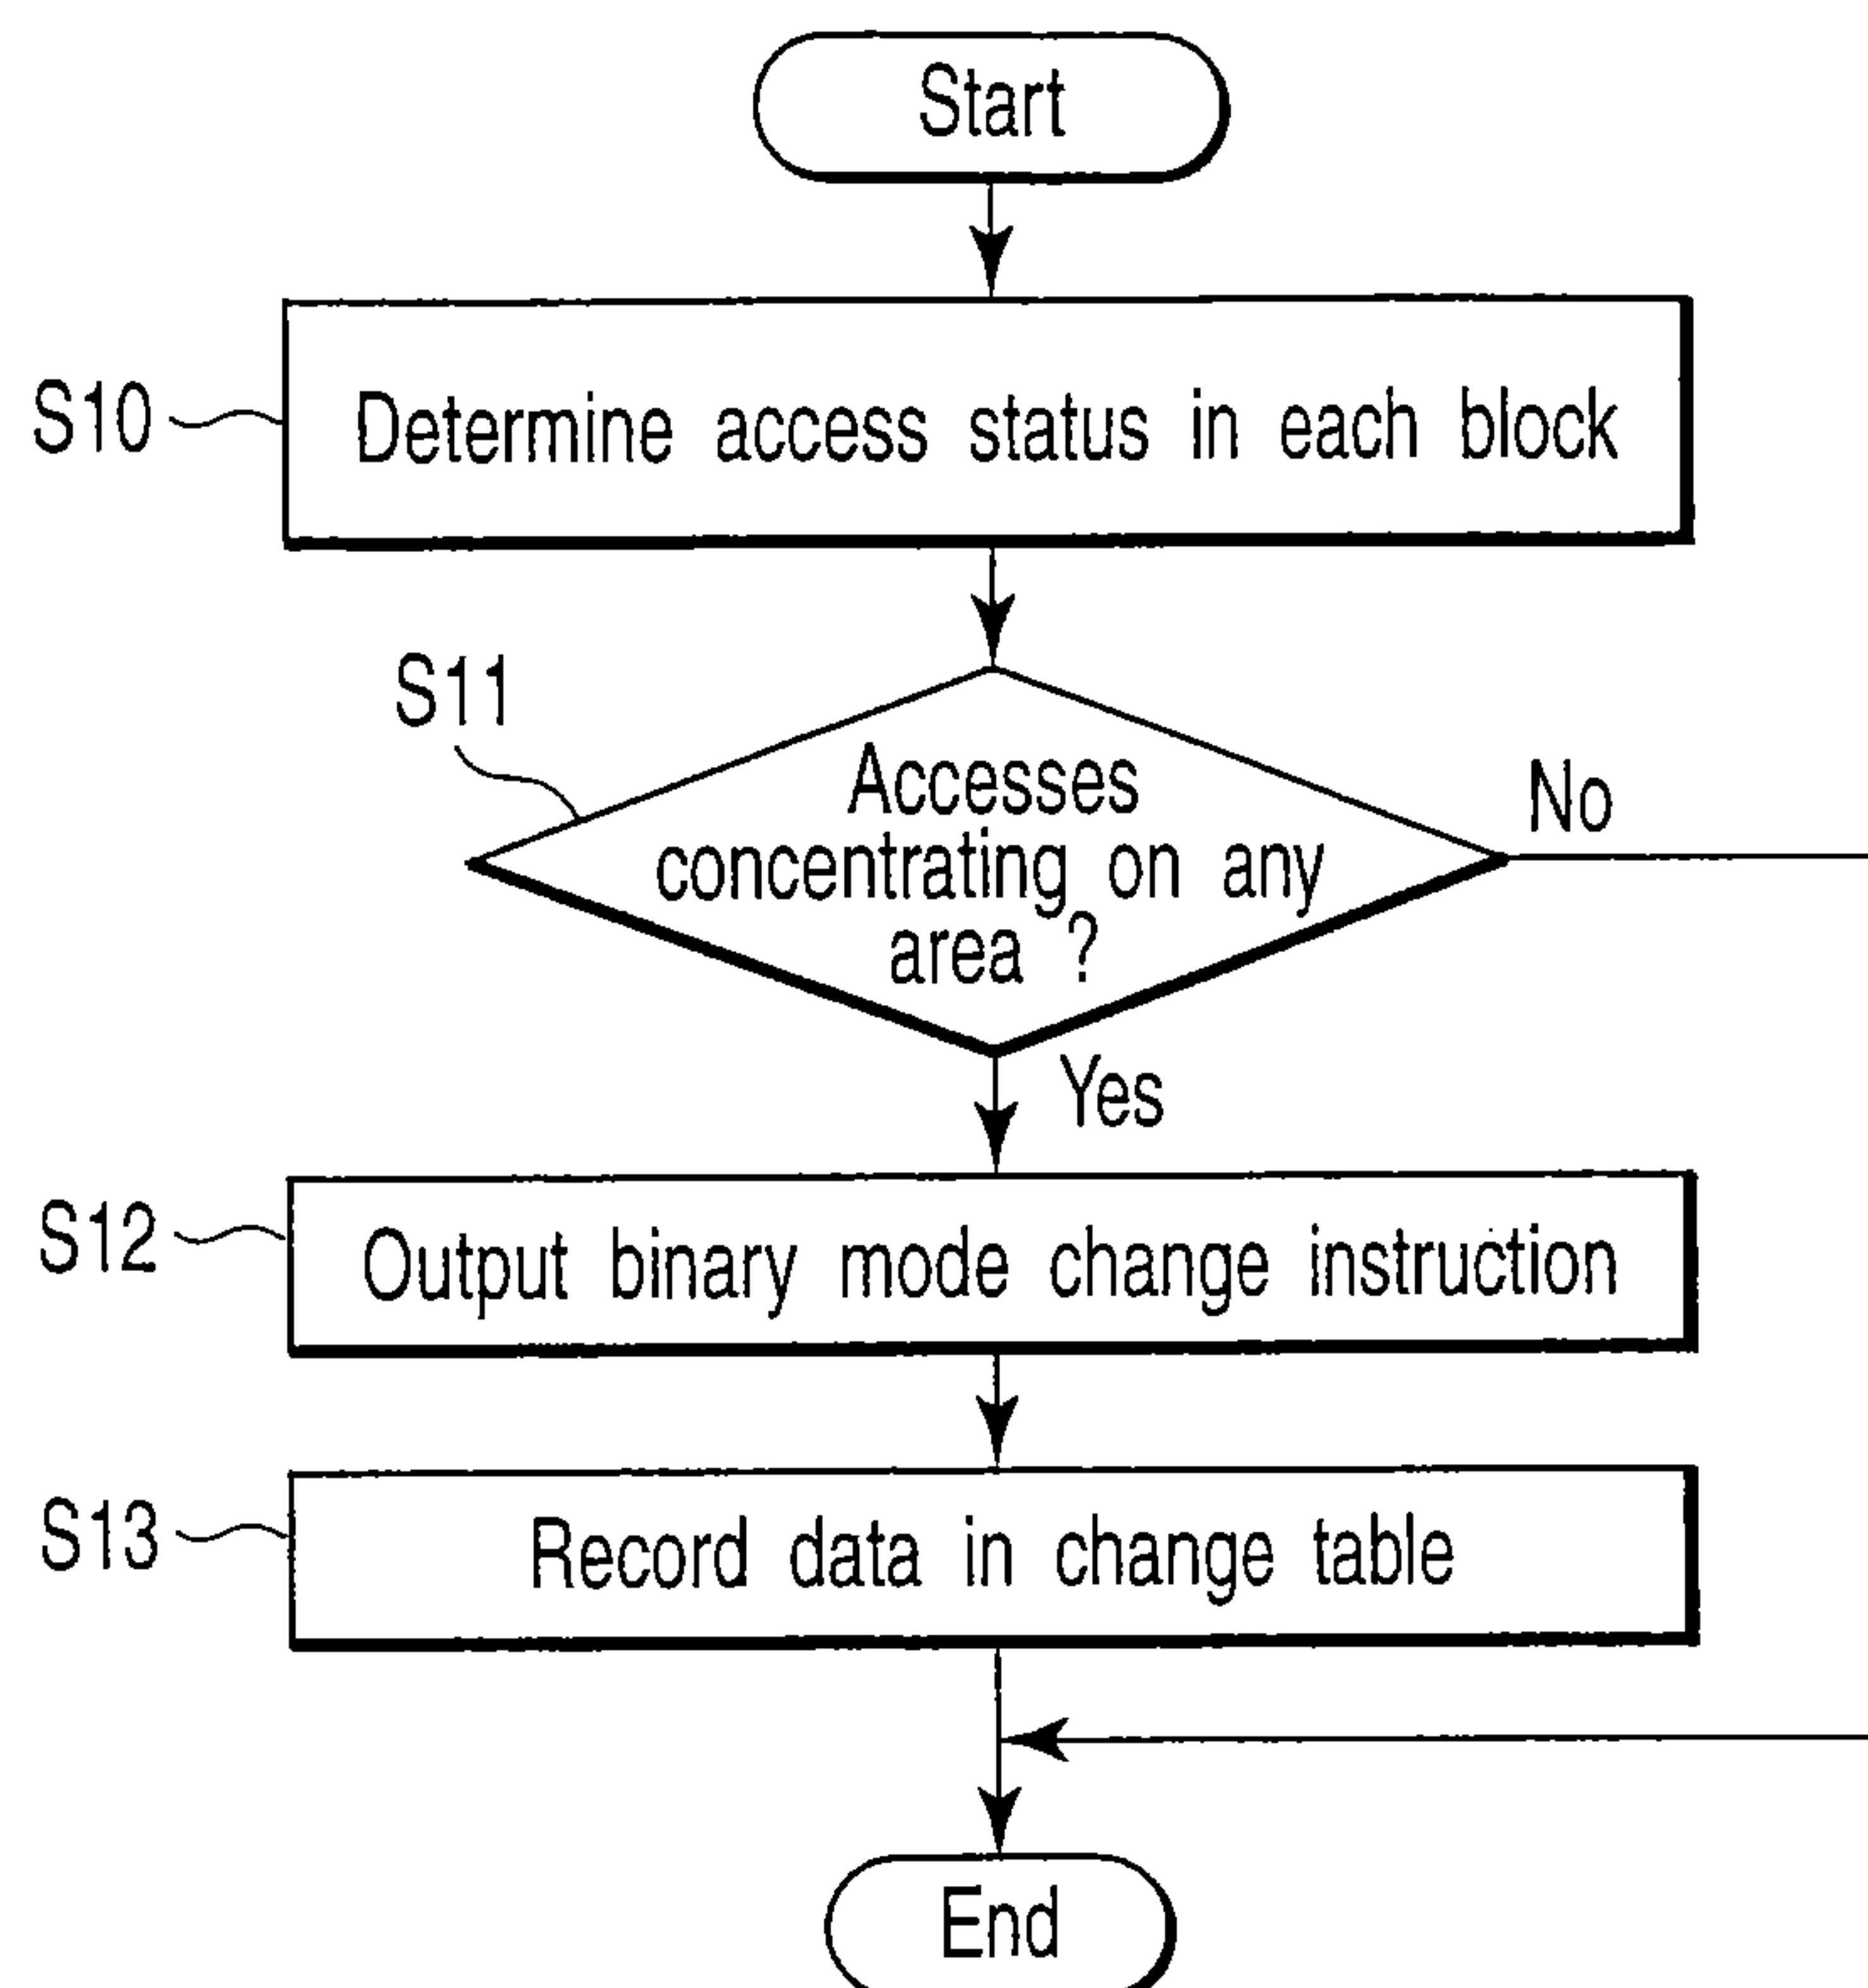 Start
S10
Determine access status in each block
S11
Accesses
concentrating on any
area ?
No
Yes
S12
Output binary mode change instruction
S13
Record data in change table
End